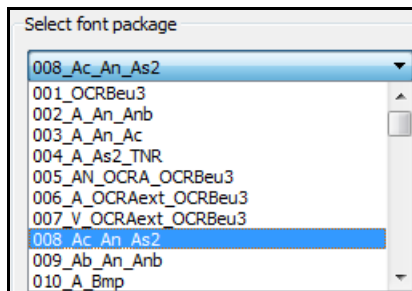 Select font package
008_Ac_An_As2
001_OCRBeu3
002_A_An_Anb
003_A_An_Ac
004_A_As2_TNR
005_AN_OCRA_OCRBeu3
006_A_OCRAext_OCRBeu3
007_V_OCRAext_OCRBeu3
008_Ac_An_As2
009_Ab_An_Anb
010_A_Bmp